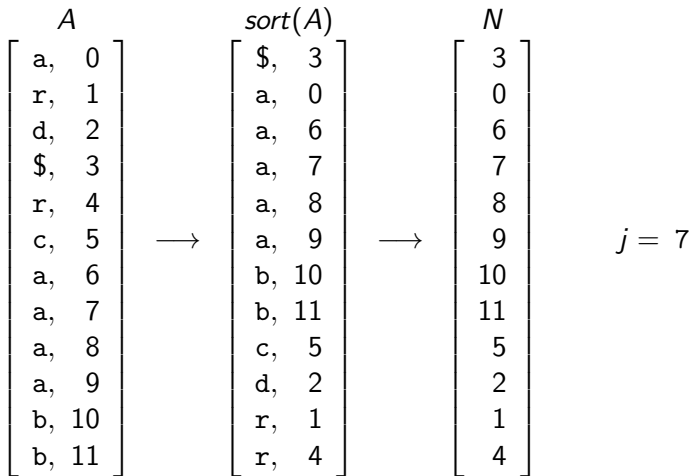 A sort(A) N
a, 0 $, 3 3
r, 1 a, 0 0
d, 2 a, 6 6
$, 3 a, 7 7
r, 4 a, 8 8
c, 5 ⟶ a, 9 ⟶ 9 j = 7
a, 6 b, 10 10
a, 7 b, 11 11
a, 8 c, 5 5
a, 9 d, 2 2
b, 10 r, 1 1
b, 11 r, 4 4